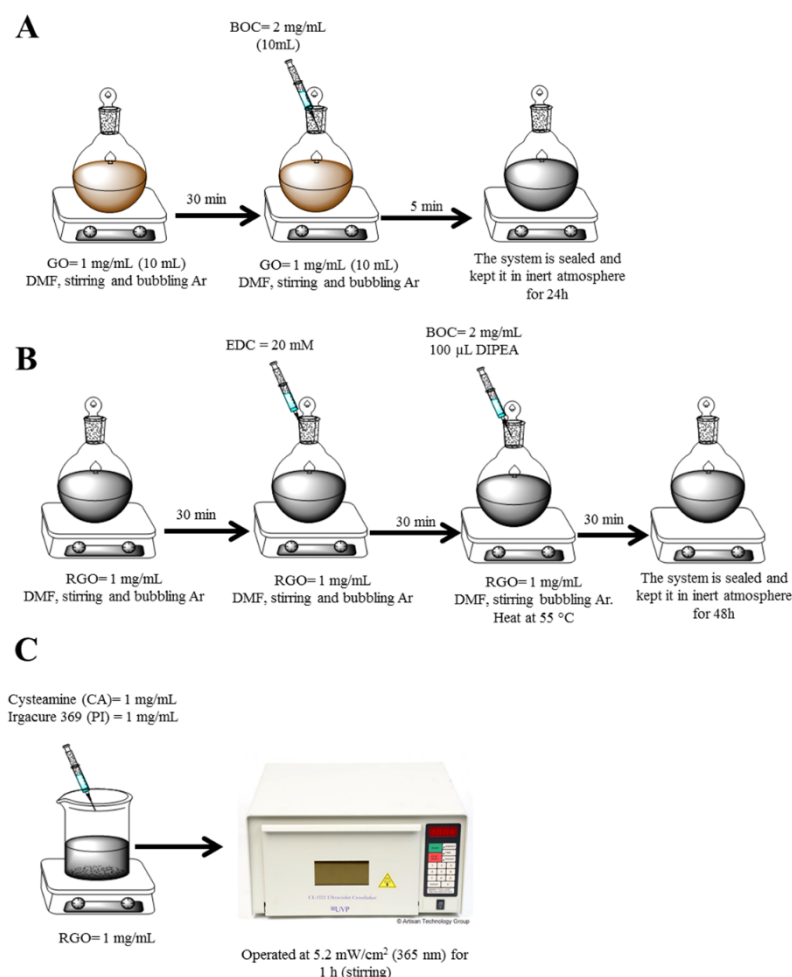 A
BOC= 2 mg/mL
(10mL)
30 min
5 min
GO= 1 mg/mL (10 mL)
DMF, stirring and bubbling Ar
GO= 1 mg/mL (10 mL)
DMF, stirring and bubbling Ar
The system is sealed and
kept it in inert atmosphere
for 24h
B
EDC = 20 mM
BOC= 2 mg/mL
100 µL DIPEA
30 min
30 min
30 min
RGO= 1 mg/mL
DMF, stirring and bubbling Ar
RGO= 1 mg/mL
DMF, stirring and bubbling Ar
RGO= 1 mg/mL
DMF, stirring bubbling Ar.
Heat at 55 °C
The system is sealed and
kept it in inert atmosphere
for 48h
C
Cysteamine (CA)= 1 mg/mL
Irgacure 369 (PI) = 1 mg/mL
RGO= 1 mg/mL
Ultraviolet Crosslinker
UVP
© Artisan Technology Group
Operated at 5.2 mW/cm² (365 nm) for
1 h (stirring)